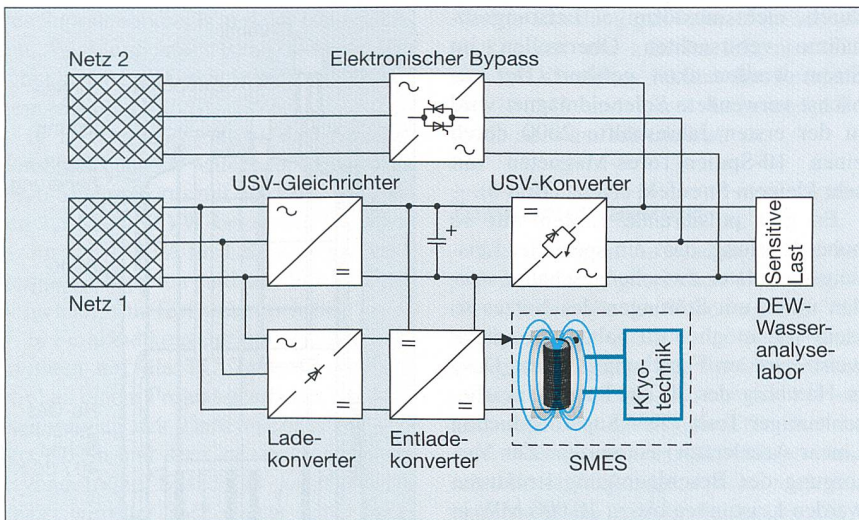 Netz 2
Elektronischer Bypass
USV-Gleichrichter
USV-Konverter
Netz 1
Sensitive
Last
DEW-
Wasser-
analyse-
labor
Kryo-
technik
Lade-
konverter
Entlade-
konverter
SMES